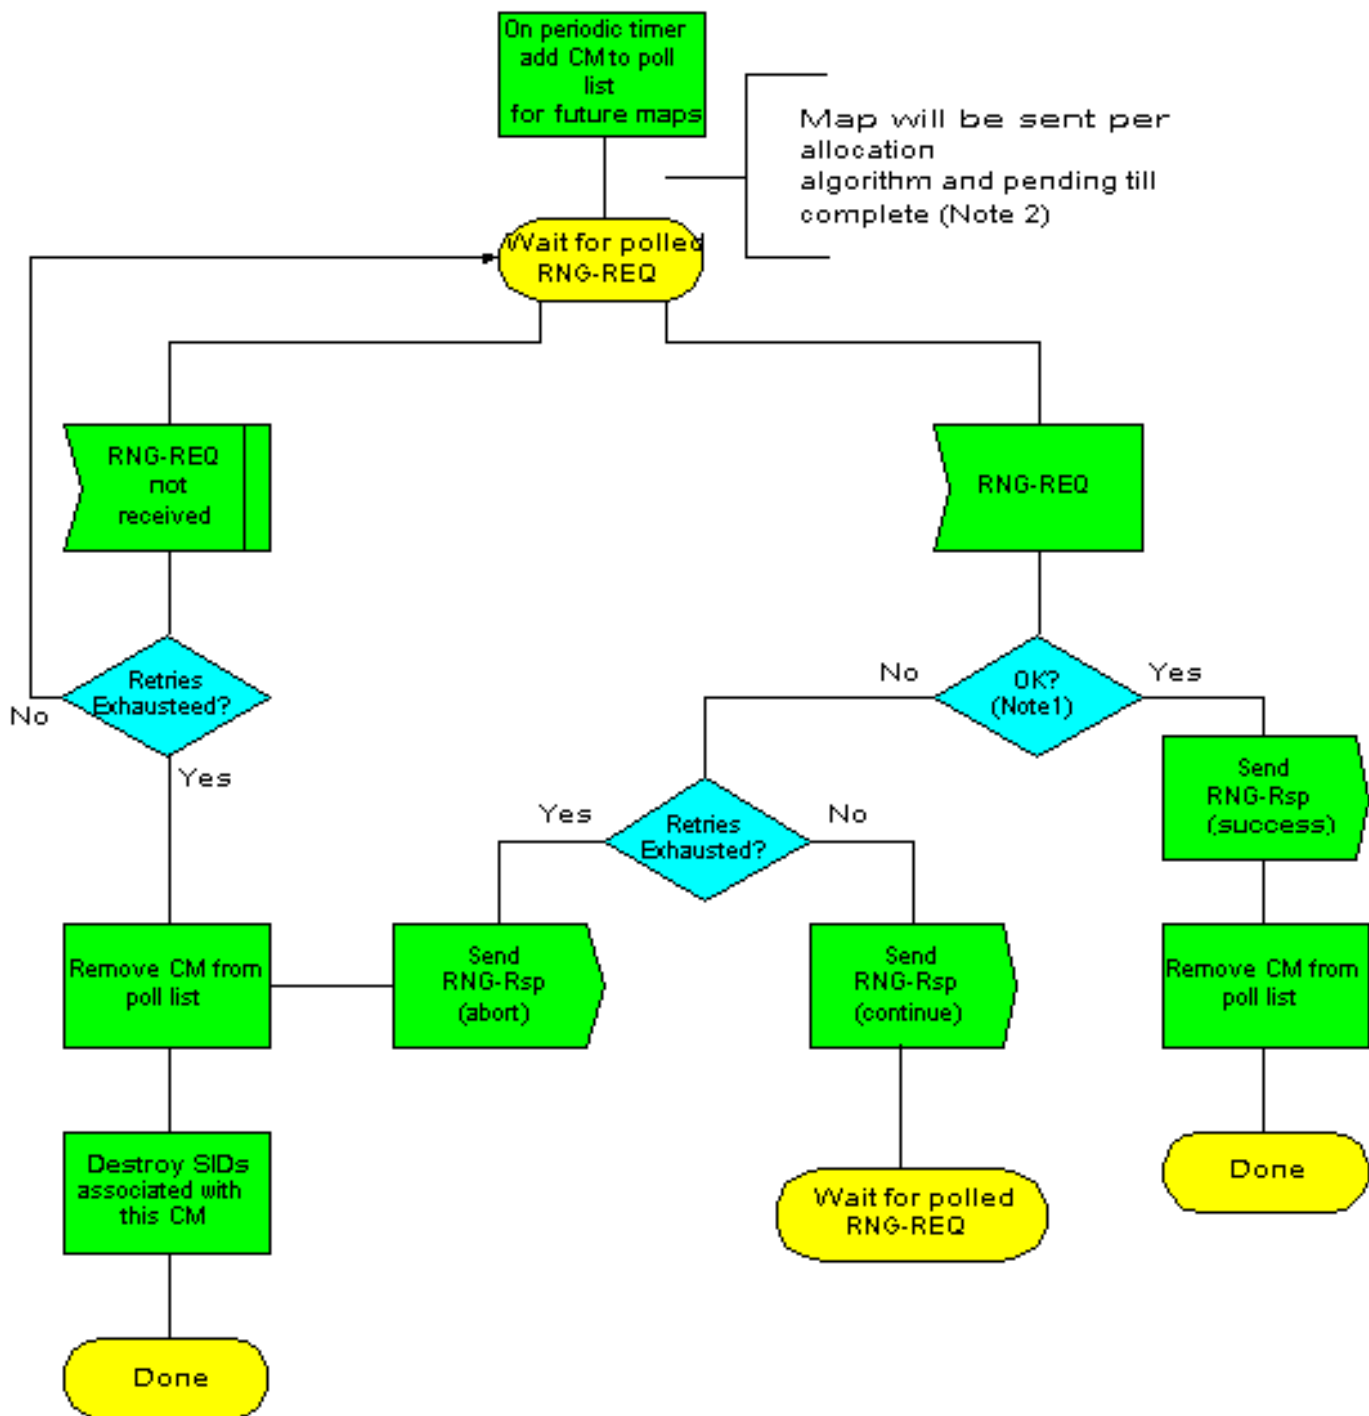 On periodic timer
add CM to poll
list
for future maps
Map will be sent per
allocation
algorithm and pending till
complete (Note 2)
Wait for polled
RNG-REQ
RNG-REQ
not
received
RNG-REQ
Retries
Exhausteed?
No
Yes
OK?
(Note1)
No
Yes
Send
RNG-Rsp
(success)
Retries
Exhausted?
Yes
No
Remove CM from
poll list
Send
RNG-Rsp
(abort)
Send
RNG-Rsp
(continue)
Remove CM from
poll list
Destroy SIDs
associated with
this CM
Wait for polled
RNG-REQ
Done
Done